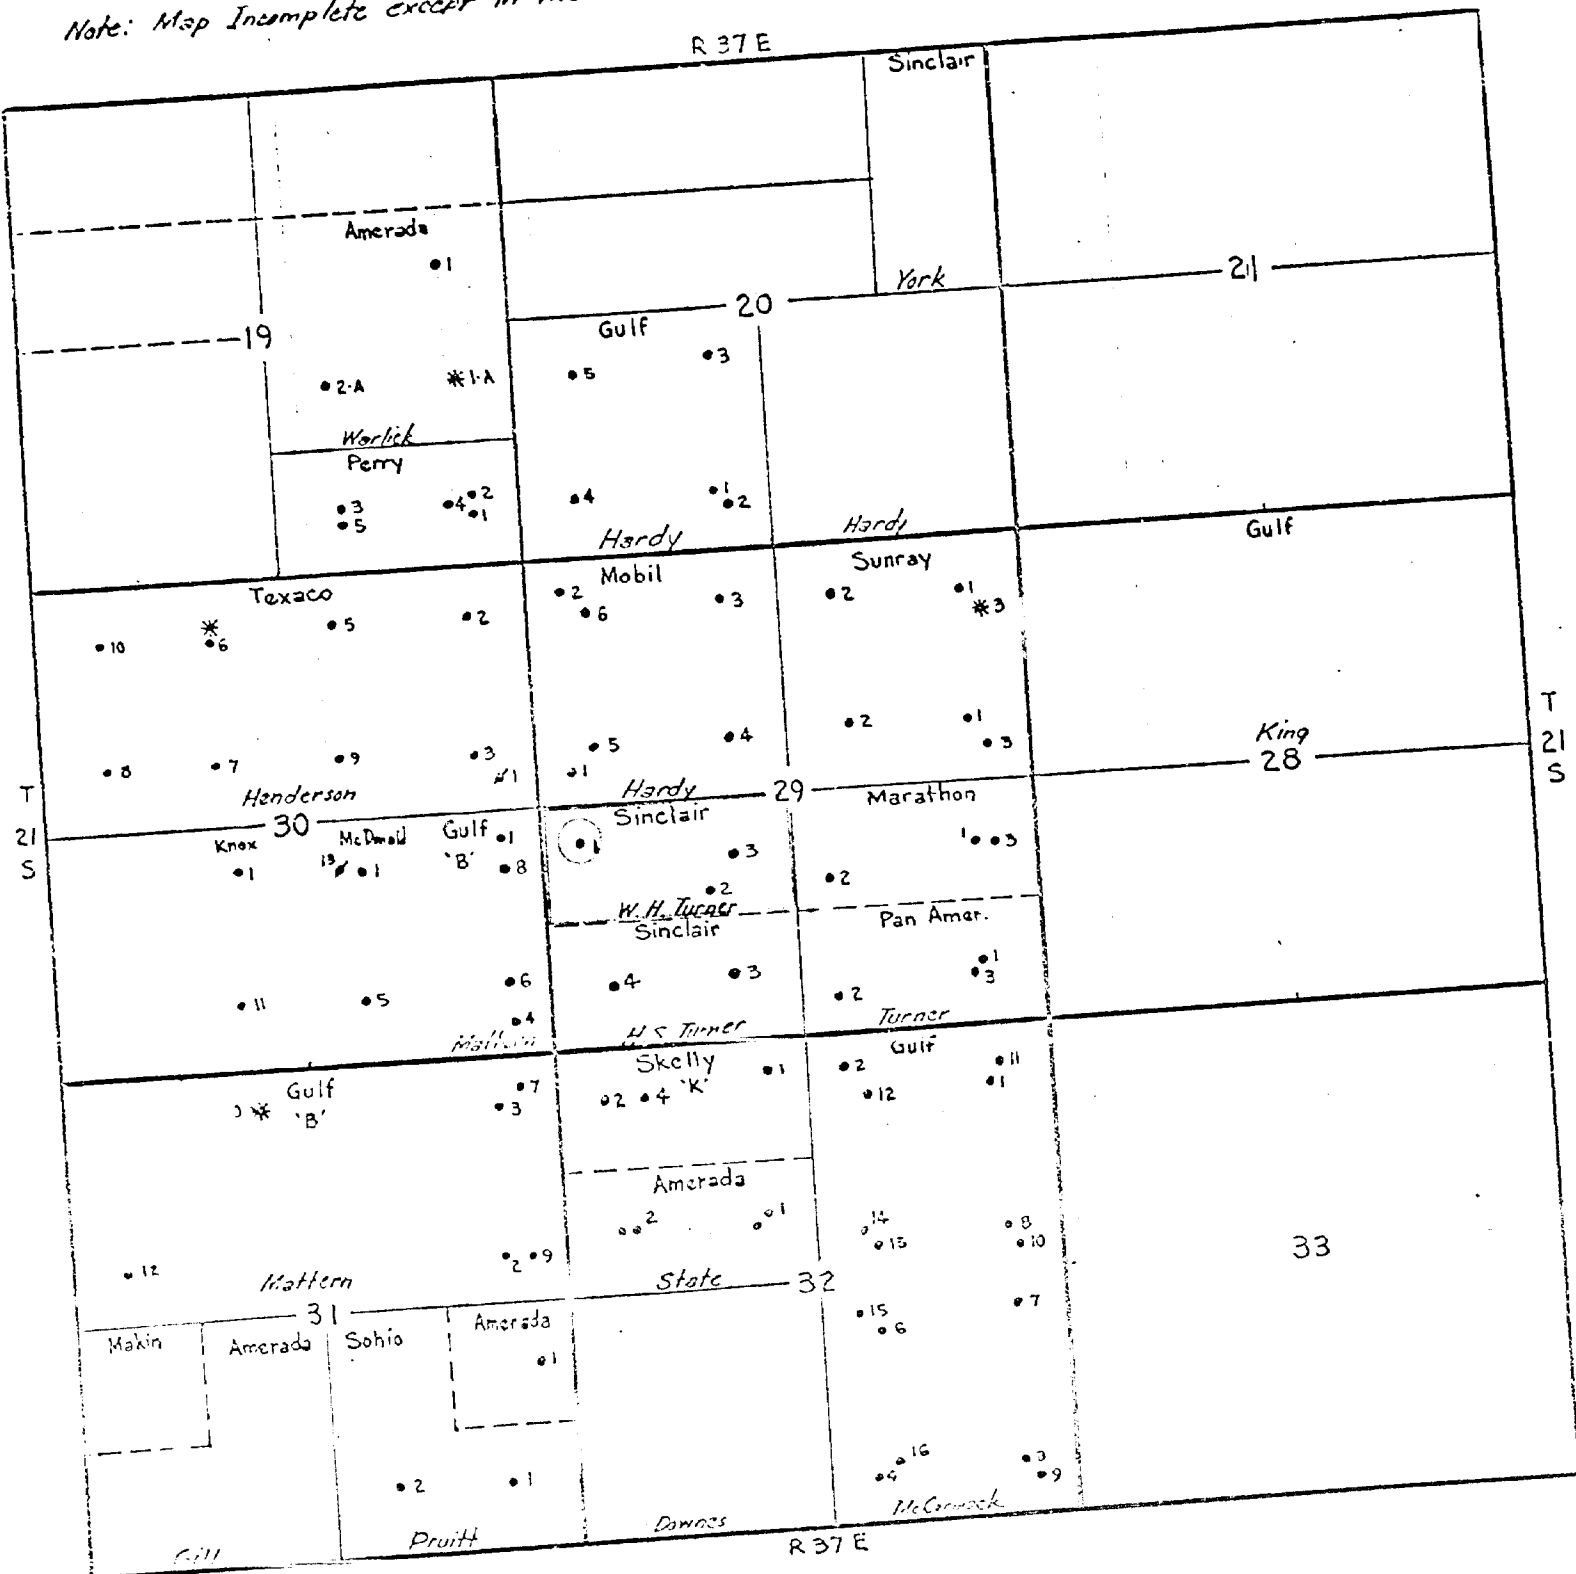 Note: Map Incomplete except in
R 37 E
Sinclair
Amerada
1
York
21
20
19
Gulf
3
5
2-A
1-A
Warlick
Perry
3
5
4
2
1
4
1
2
Hardy
Hardy
Gulf
Texaco
Mobil
Sunray
10
6
5
2
2
6
3
2
1
3
8
7
9
3
1
5
1
4
2
1
3
T
21
S
T
21
S
Henderson
Hardy
King
30
29
28
Knox
McDonald
Gulf
'B'
Sinclair
Marathon
1
13
1
1
8
1
3
2
1
3
2
W. H. Turner
Sinclair
Pan Amer.
11
5
6
4
4
3
1
3
2
Mattern
H S Turner
Turner
Gulf
'B'
Skelly
'K'
Gulf
7
3
2
4
1
2
12
11
1
Amerada
2
1
14
13
8
10
12
2
9
Mattern
State
32
33
31
15
6
7
Makin
Amerada
Sohio
Amerada
1
2
1
16
4
3
9
Gill
Pruitt
Downes
McCormack
R 37 E